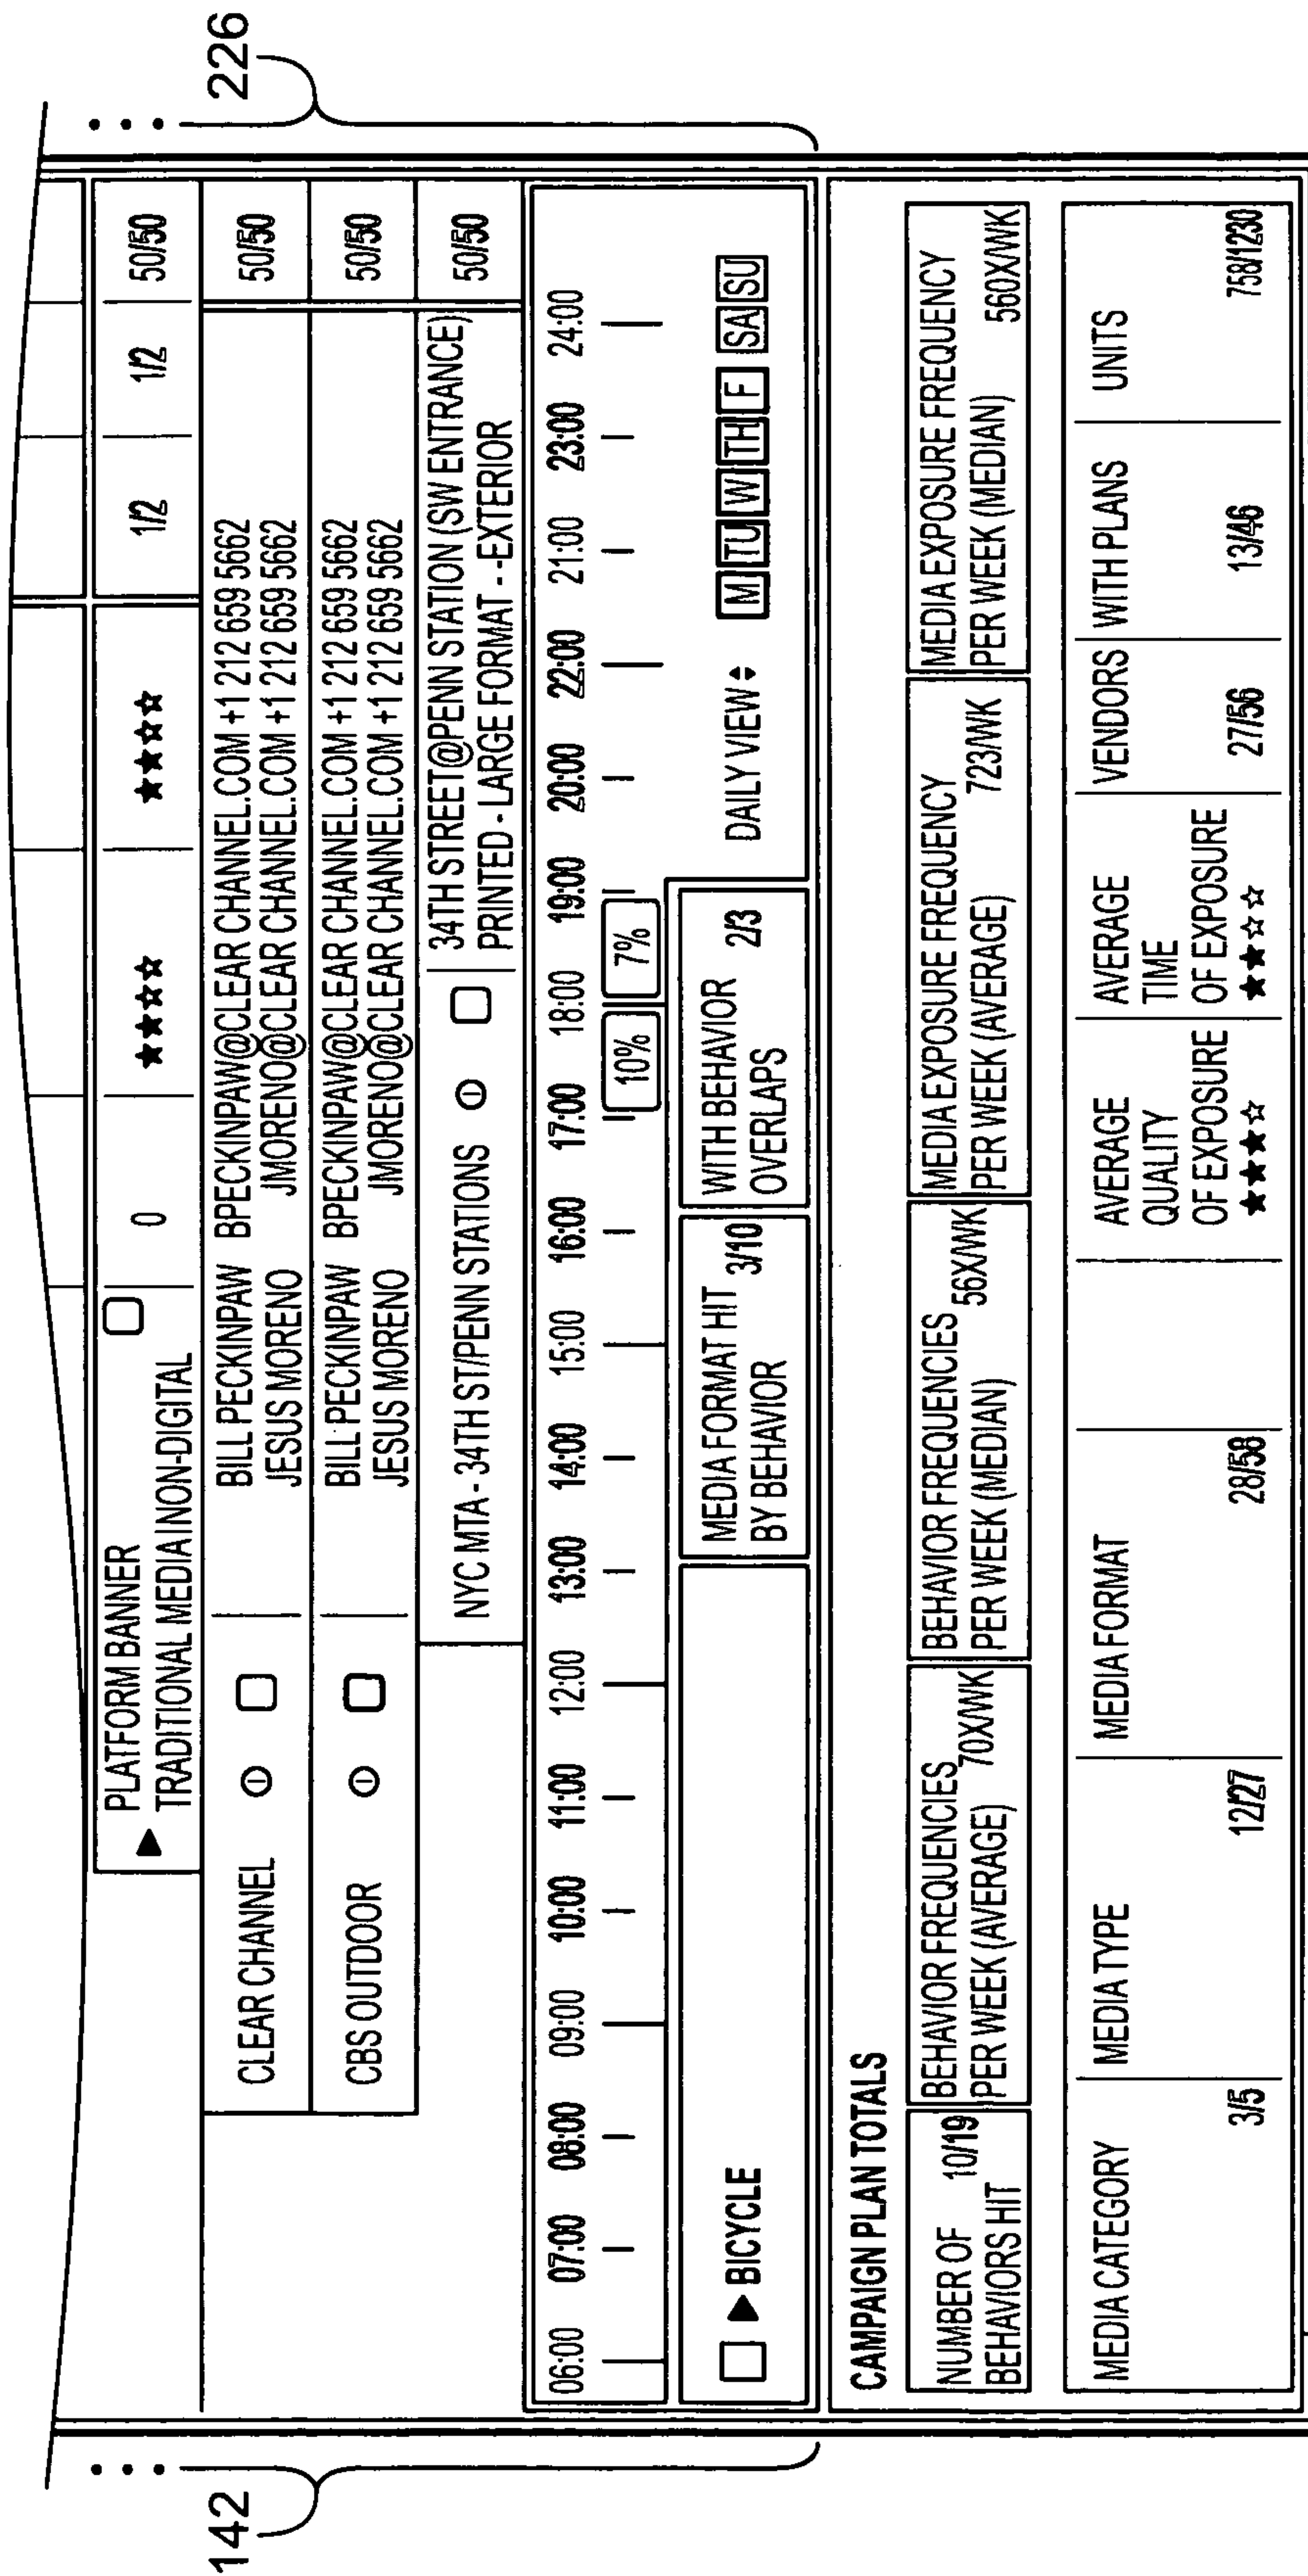 226
142
PLATFORM BANNER
TRADITIONAL MEDIA/NON-DIGITAL
0
1/2
1/2
50/50
CLEAR CHANNEL
BILL PECKINPAW BPECKINPAW@CLEAR CHANNEL.COM +1 212 659 5662
JESUS MORENO JMORENO@CLEAR CHANNEL.COM +1 212 659 5662
50/50
CBS OUTDOOR
BILL PECKINPAW BPECKINPAW@CLEAR CHANNEL.COM +1 212 659 5662
JESUS MORENO JMORENO@CLEAR CHANNEL.COM +1 212 659 5662
50/50
NYC MTA - 34TH ST/PENN STATIONS
34TH STREET@PENN STATION (SW ENTRANCE)
PRINTED - LARGE FORMAT - -EXTERIOR
50/50
06:00 07:00 08:00 09:00 10:00 11:00 12:00 13:00 14:00 15:00 16:00 17:00 18:00 19:00 20:00 22:00 21:00 23:00 24:00
10% 7%
BICYCLE
MEDIA FORMAT HIT 3/10
BY BEHAVIOR
WITH BEHAVIOR 2/3
OVERLAPS
DAILY VIEW
M TU W TH F SA SU
CAMPAIGN PLAN TOTALS
NUMBER OF 10/19
BEHAVIORS HIT
BEHAVIOR FREQUENCIES
PER WEEK (AVERAGE) 70X/WK
BEHAVIOR FREQUENCIES
PER WEEK (MEDIAN) 56X/WK
MEDIA EXPOSURE FREQUENCY
PER WEEK (AVERAGE) 723/WK
MEDIA EXPOSURE FREQUENCY
PER WEEK (MEDIAN) 560X/WK
MEDIA CATEGORY
3/5
MEDIA TYPE
12/27
MEDIA FORMAT
28/58
AVERAGE
QUALITY
OF EXPOSURE
AVERAGE
TIME
OF EXPOSURE
VENDORS
27/56
WITH PLANS
13/46
UNITS
758/1230